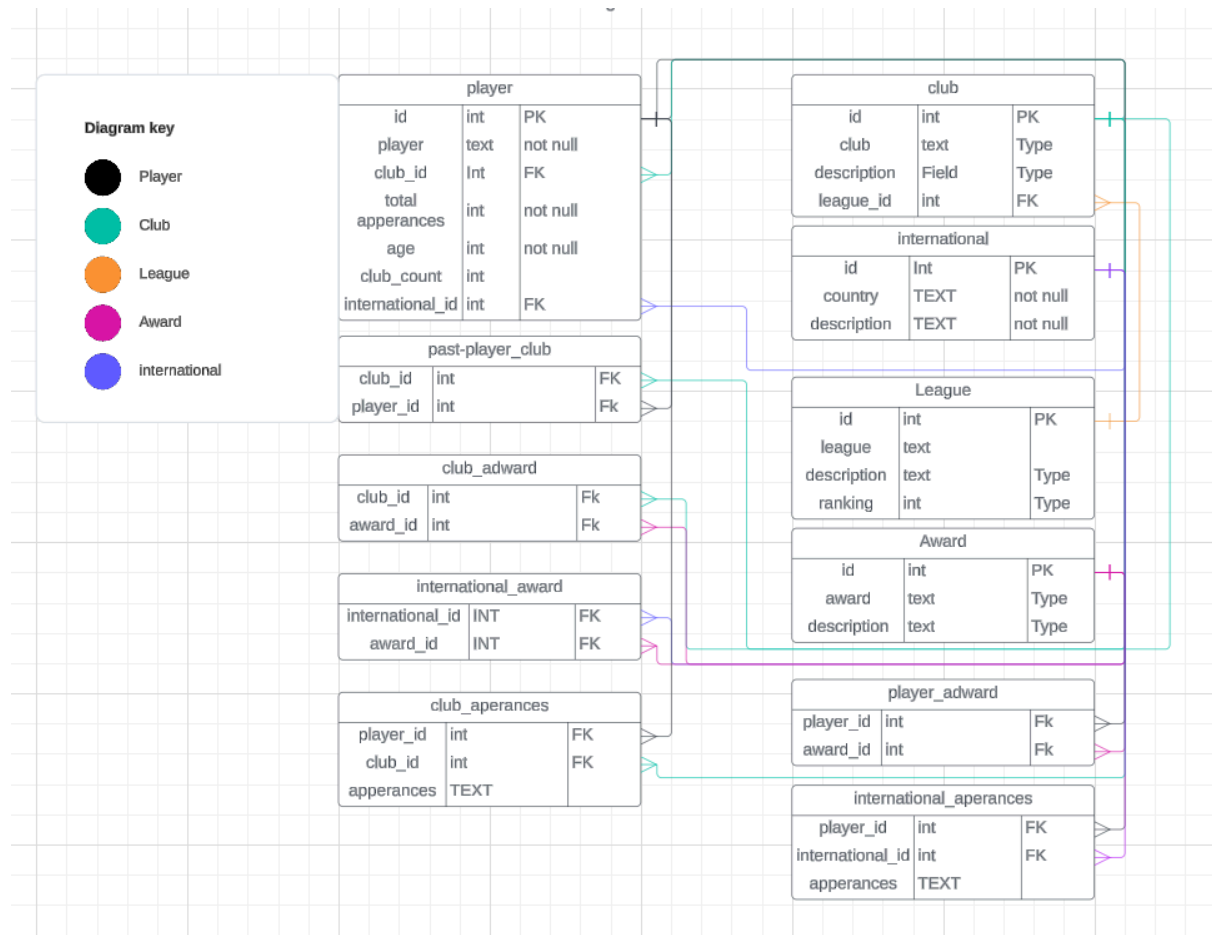 Diagram key
Player
Club
League
Award
international
player
id int PK
player text not null
club_id Int FK
total
apperances int not null
age int not null
club_count int
international_id int FK
past-player_club
club_id int FK
player_id int Fk
club_adward
club_id int Fk
award_id int Fk
international_award
international_id INT FK
award_id INT FK
club_aperances
player_id int FK
club_id int FK
apperances TEXT
club
id int PK
club text Type
description Field Type
league_id int FK
international
id Int PK
country TEXT not null
description TEXT not null
League
id int PK
league text
description text Type
ranking int Type
Award
id int PK
award text Type
description text Type
player_adward
player_id int Fk
award_id int Fk
international_aperances
player_id int FK
international_id int FK
apperances TEXT